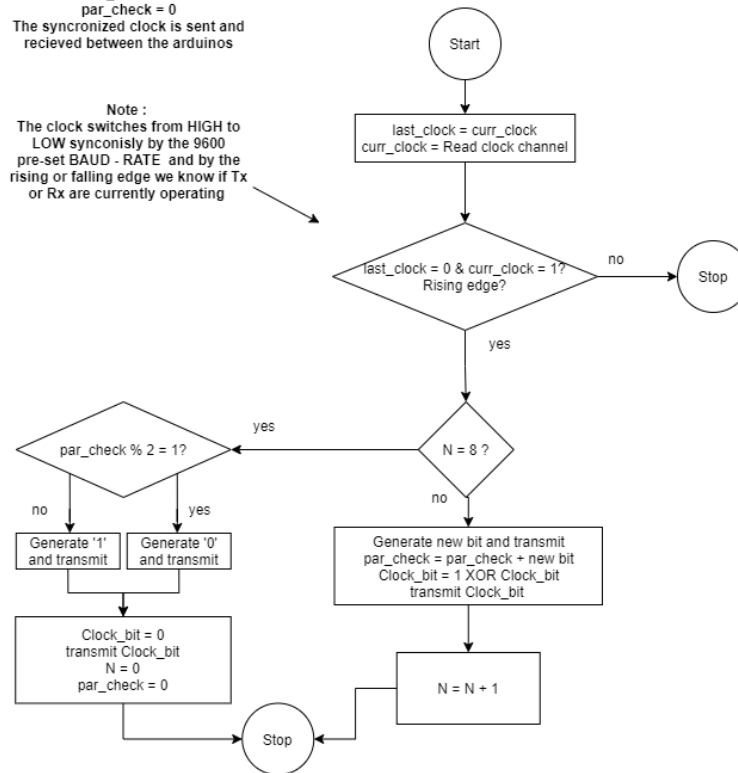 par_check = 0
The syncronized clock is sent and
recieved between the arduinos
Note :
The clock switches from HIGH to
LOW synconisly by the 9600
pre-set BAUD - RATE  and by the
rising or falling edge we know if Tx
or Rx are currently operating
Start
last_clock = curr_clock
curr_clock = Read clock channel
last_clock = 0 & curr_clock = 1?
Rising edge?
no
Stop
yes
N = 8 ?
yes
par_check % 2 = 1?
no
yes
Generate '1'
and transmit
Generate '0'
and transmit
Clock_bit = 0
transmit Clock_bit
N = 0
par_check = 0
no
Generate new bit and transmit
par_check = par_check + new bit
Clock_bit = 1 XOR Clock_bit
transmit Clock_bit
N = N + 1
Stop